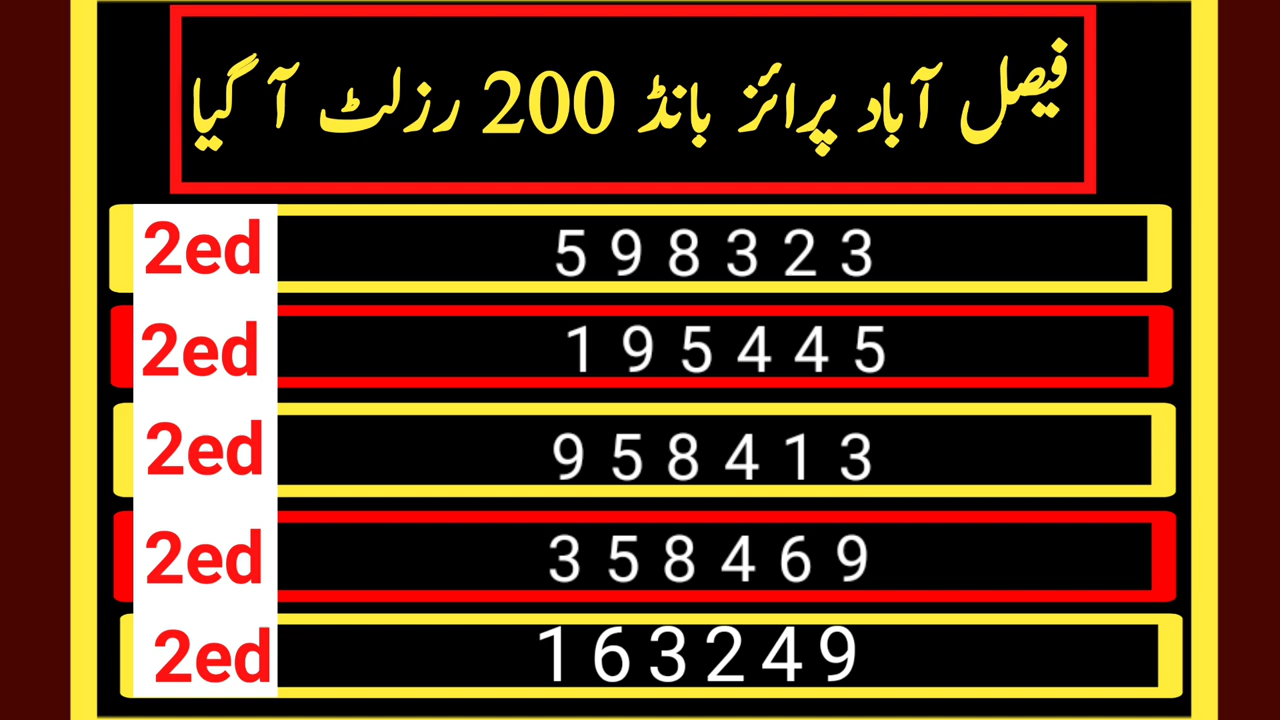 فیصل آباد پرائز بانڈ 200 رزلٹ آ گیا
2ed 598323
2ed 195445
2ed 958413
2ed 358469
2ed 163249